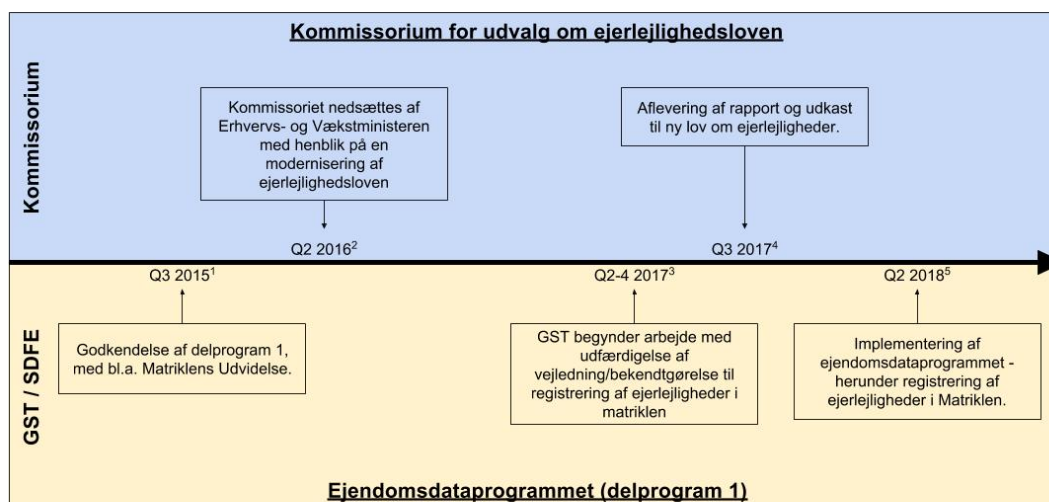 Kommissorium for udvalg om ejerlejlighedsloven
Kommissorium
Kommissoriet nedsættes af
Erhvervs- og Vækstministeren
med henblik på en
modernisering af
ejerlejlighedsloven
Aflevering af rapport og udkast
til ny lov om ejerlejligheder.
Q2 2016²
Q3 2017⁴
Q3 2015¹
Q2-4 2017³
Q2 2018⁵
GST / SDFE
Godkendelse af delprogram 1,
med bl.a. Matriklens Udvidelse.
GST begynder arbejde med
udfærdigelse af
vejledning/bekendtgørelse til
registrering af ejerlejligheder i
matriklen
Implementering af
ejendomsdataprogrammet -
herunder registrering af
ejerlejligheder i Matriklen.
Ejendomsdataprogrammet (delprogram 1)